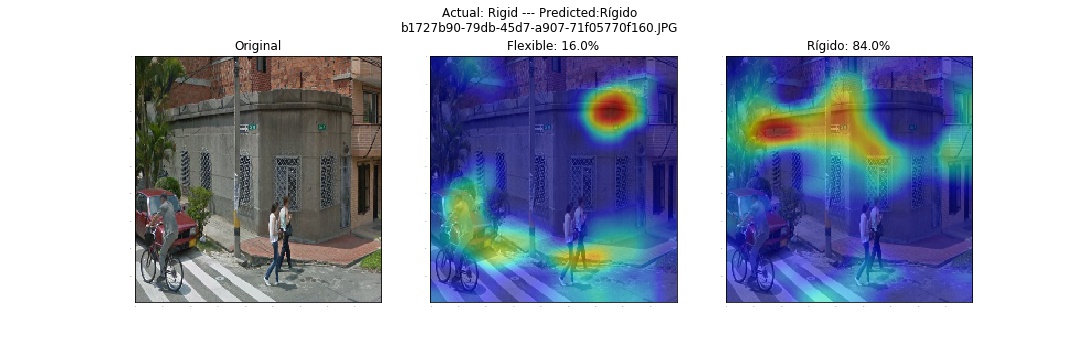 Actual: Rigid --- Predicted:Rígido
b1727b90-79db-45d7-a907-71f05770f160.JPG
Original
Flexible: 16.0%
Rígido: 84.0%